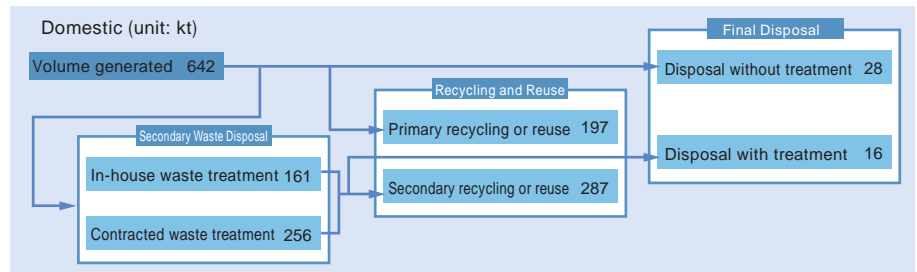 Domestic (unit: kt)
Volume generated 642
Final Disposal
Disposal without treatment 28
Disposal with treatment 16
Recycling and Reuse
Primary recycling or reuse 197
Secondary recycling or reuse 287
Secondary Waste Disposal
In-house waste treatment 161
Contracted waste treatment 256